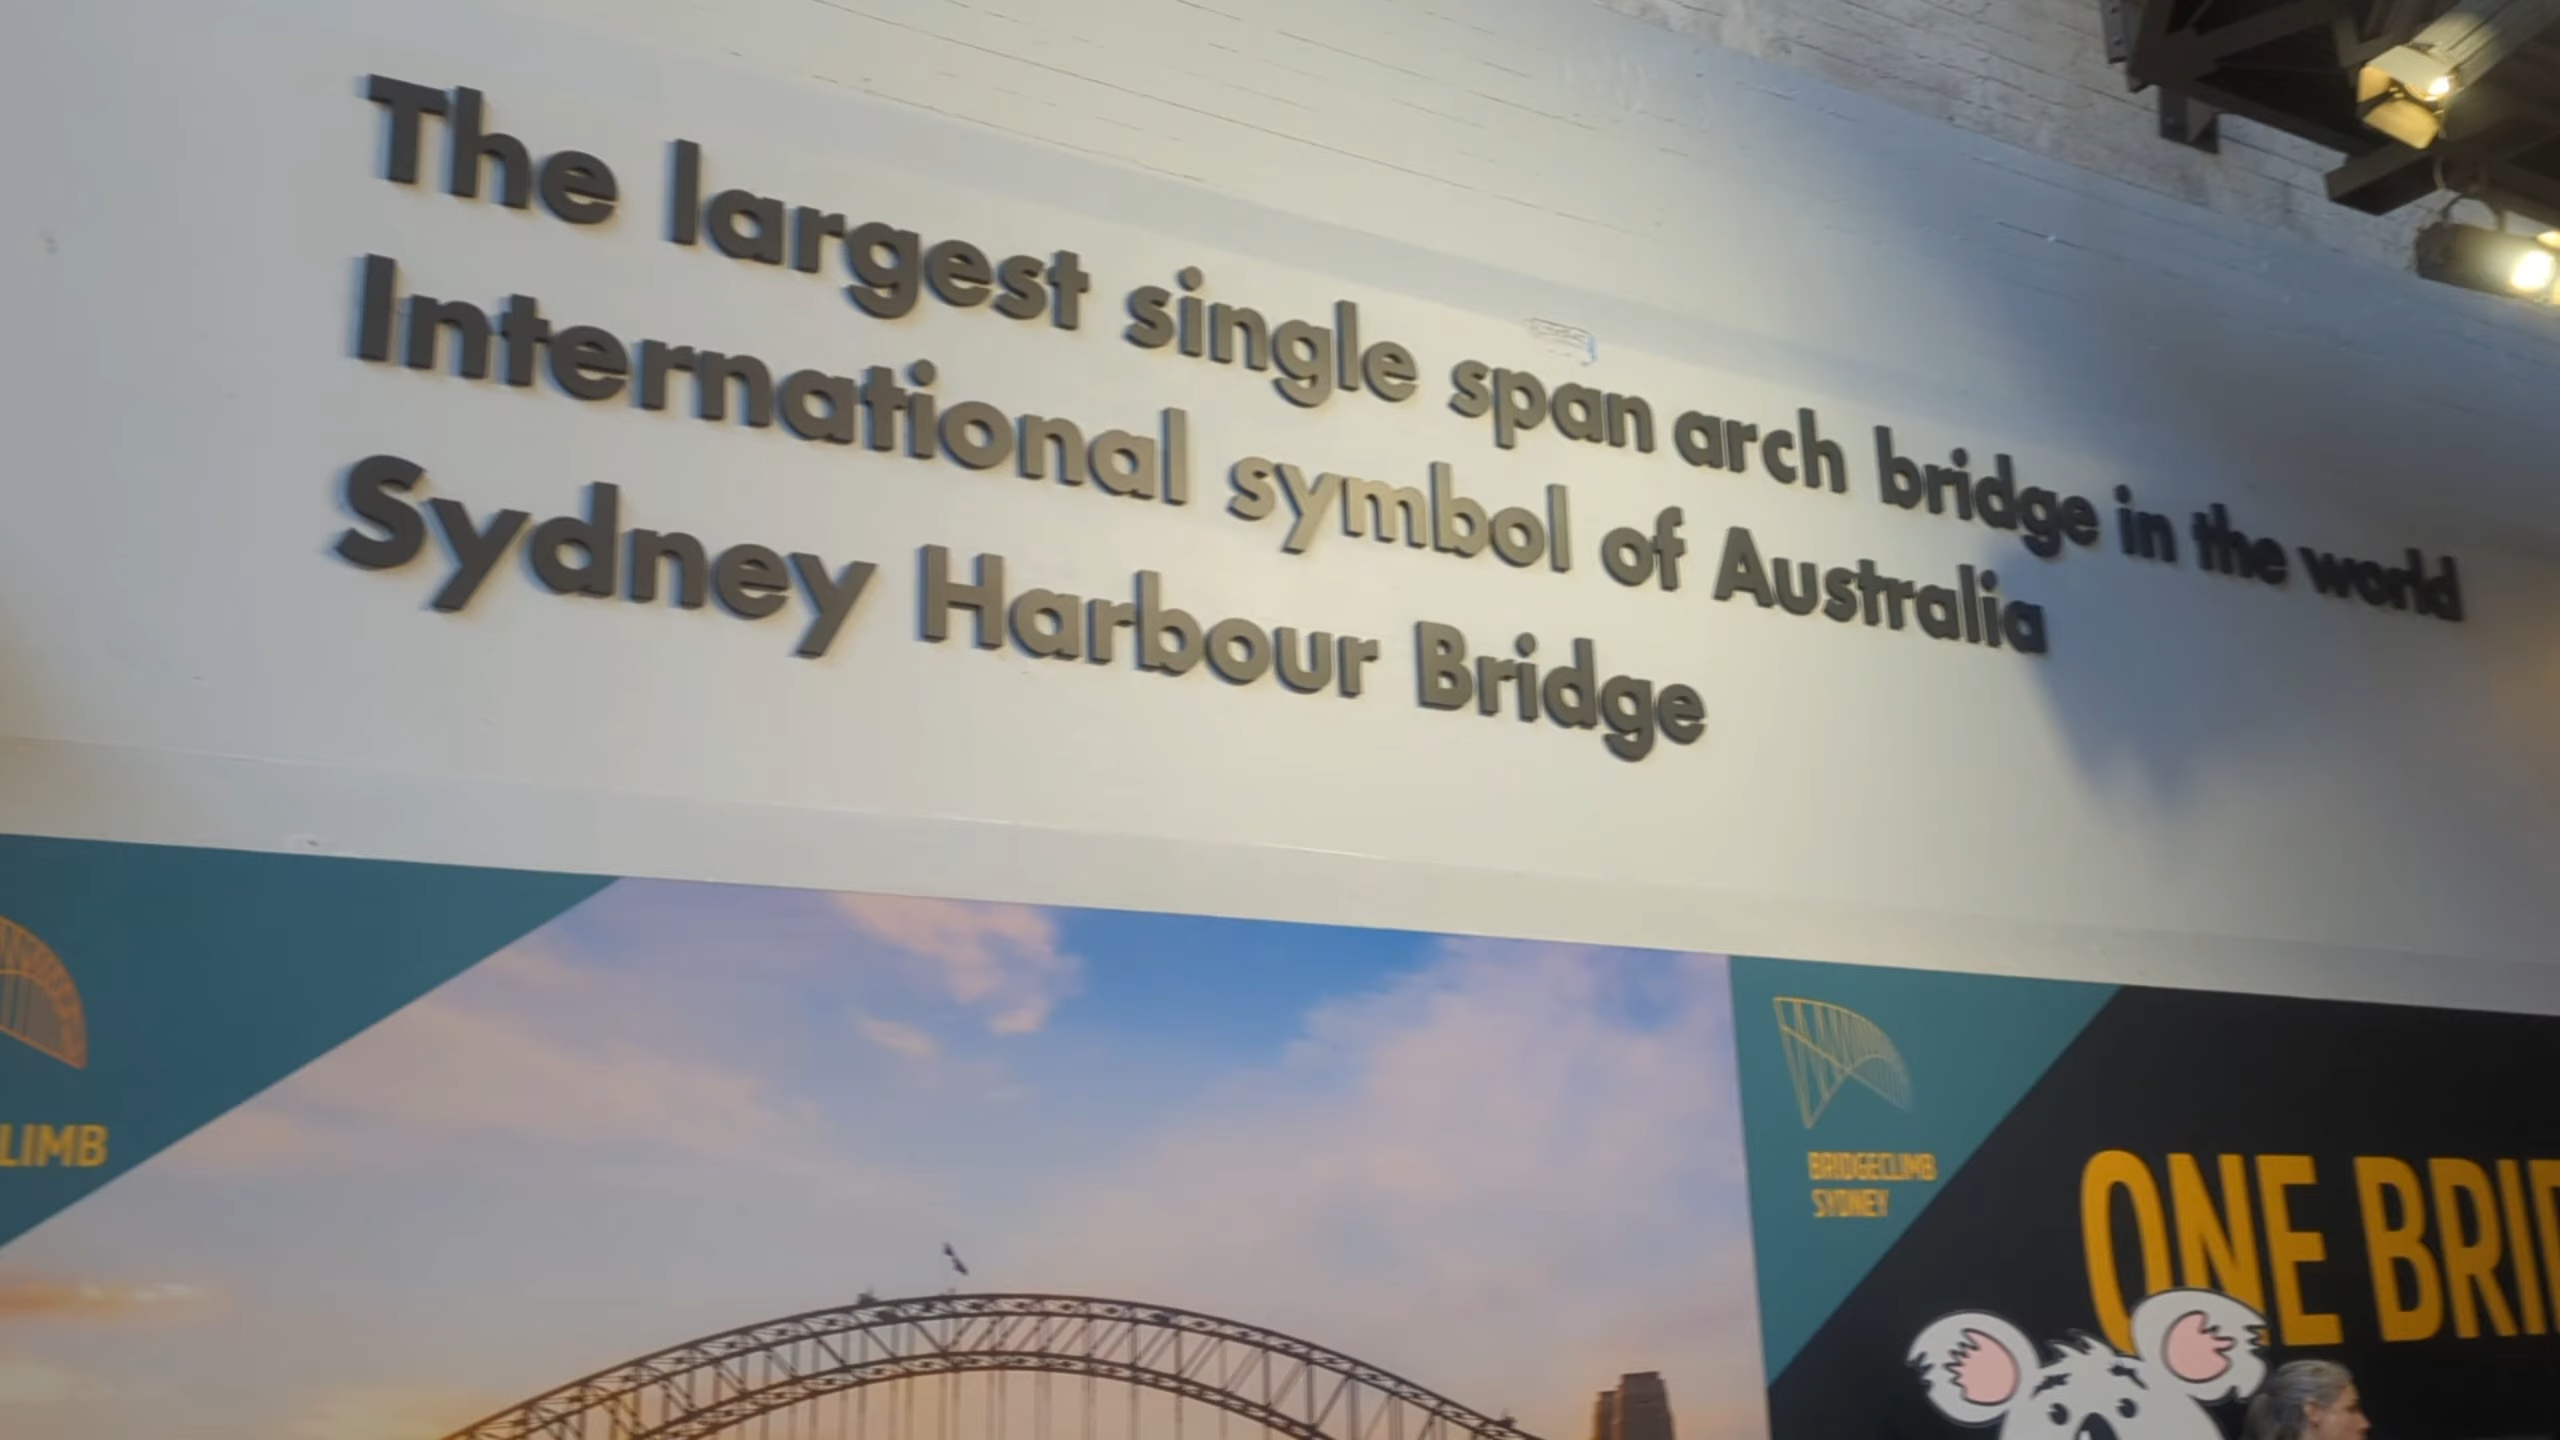 The largest single span arch bridge in the world
International symbol of Australia
Sydney Harbour Bridge
LIMB
BRIDGECLIMB
SYDNEY
ONE BRI